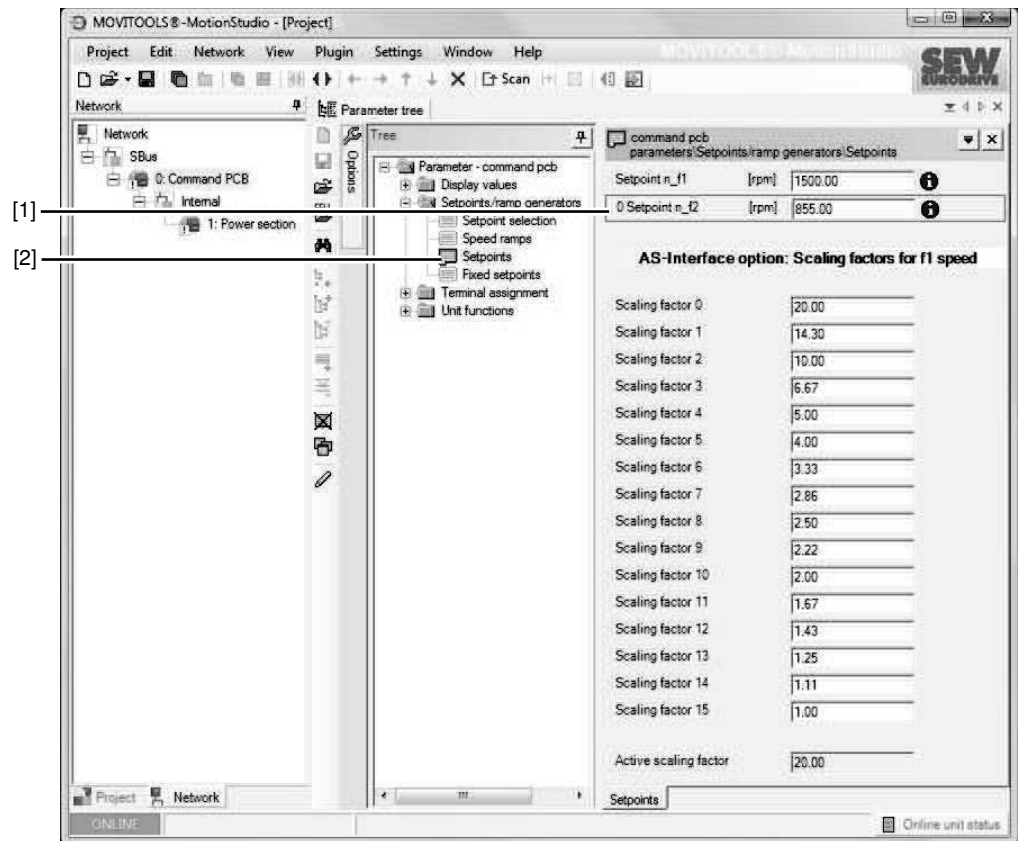 MOVITOOLS®-MotionStudio - [Project]
Project Edit Network View Plugin Settings Window Help
SEW
EURODRIVE
Scan
Network
Parameter tree
Network
SBus
0: Command PCB
Internal
1: Power section
Options
Tree
Parameter - command pcb
Display values
Setpoints/ramp generators
Setpoint selection
Speed ramps
Setpoints
Fixed setpoints
Terminal assignment
Unit functions
[1]
[2]
command pcb
parameters\Setpoints/ramp generators\Setpoints
Setpoint n_f1 [rpm] 1500.00
0 Setpoint n_f2 [rpm] 855.00
AS-Interface option: Scaling factors for f1 speed
Scaling factor 0 20.00
Scaling factor 1 14.30
Scaling factor 2 10.00
Scaling factor 3 6.67
Scaling factor 4 5.00
Scaling factor 5 4.00
Scaling factor 6 3.33
Scaling factor 7 2.86
Scaling factor 8 2.50
Scaling factor 9 2.22
Scaling factor 10 2.00
Scaling factor 11 1.67
Scaling factor 12 1.43
Scaling factor 13 1.25
Scaling factor 14 1.11
Scaling factor 15 1.00
Active scaling factor 20.00
Project Network
Setpoints
ONLINE
Online unit status